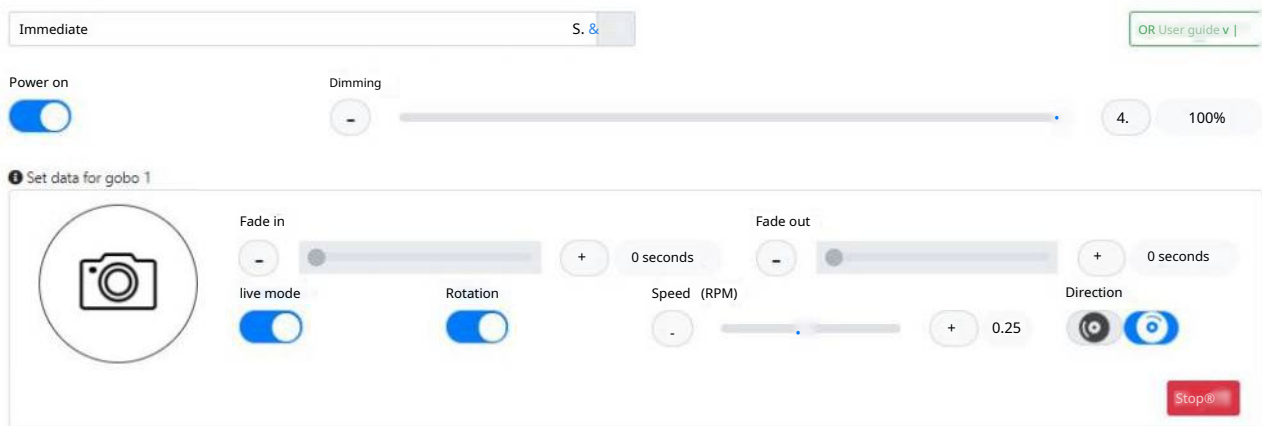 Immediate S. &
OR User guide v |
Power on Dimming
- 4. 100%
Set data for gobo 1
Fade in Fade out
- + 0 seconds - + 0 seconds
live mode Rotation Speed (RPM) Direction
- + 0.25
Stop®